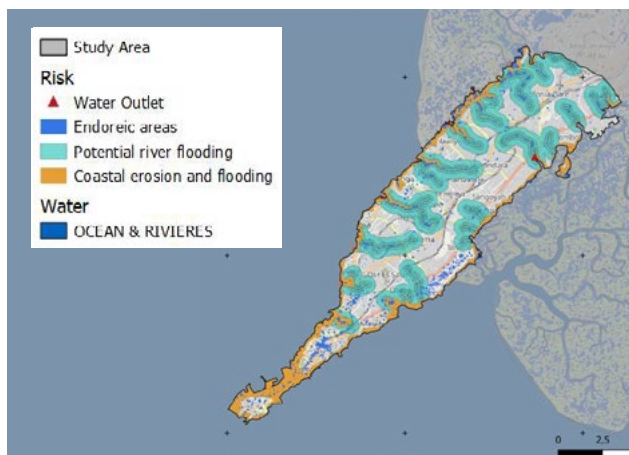 Study Area
Risk
Water Outlet
Endoreic areas
Potential river flooding
Coastal erosion and flooding
Water
OCEAN & RIVIERES
0 2,5